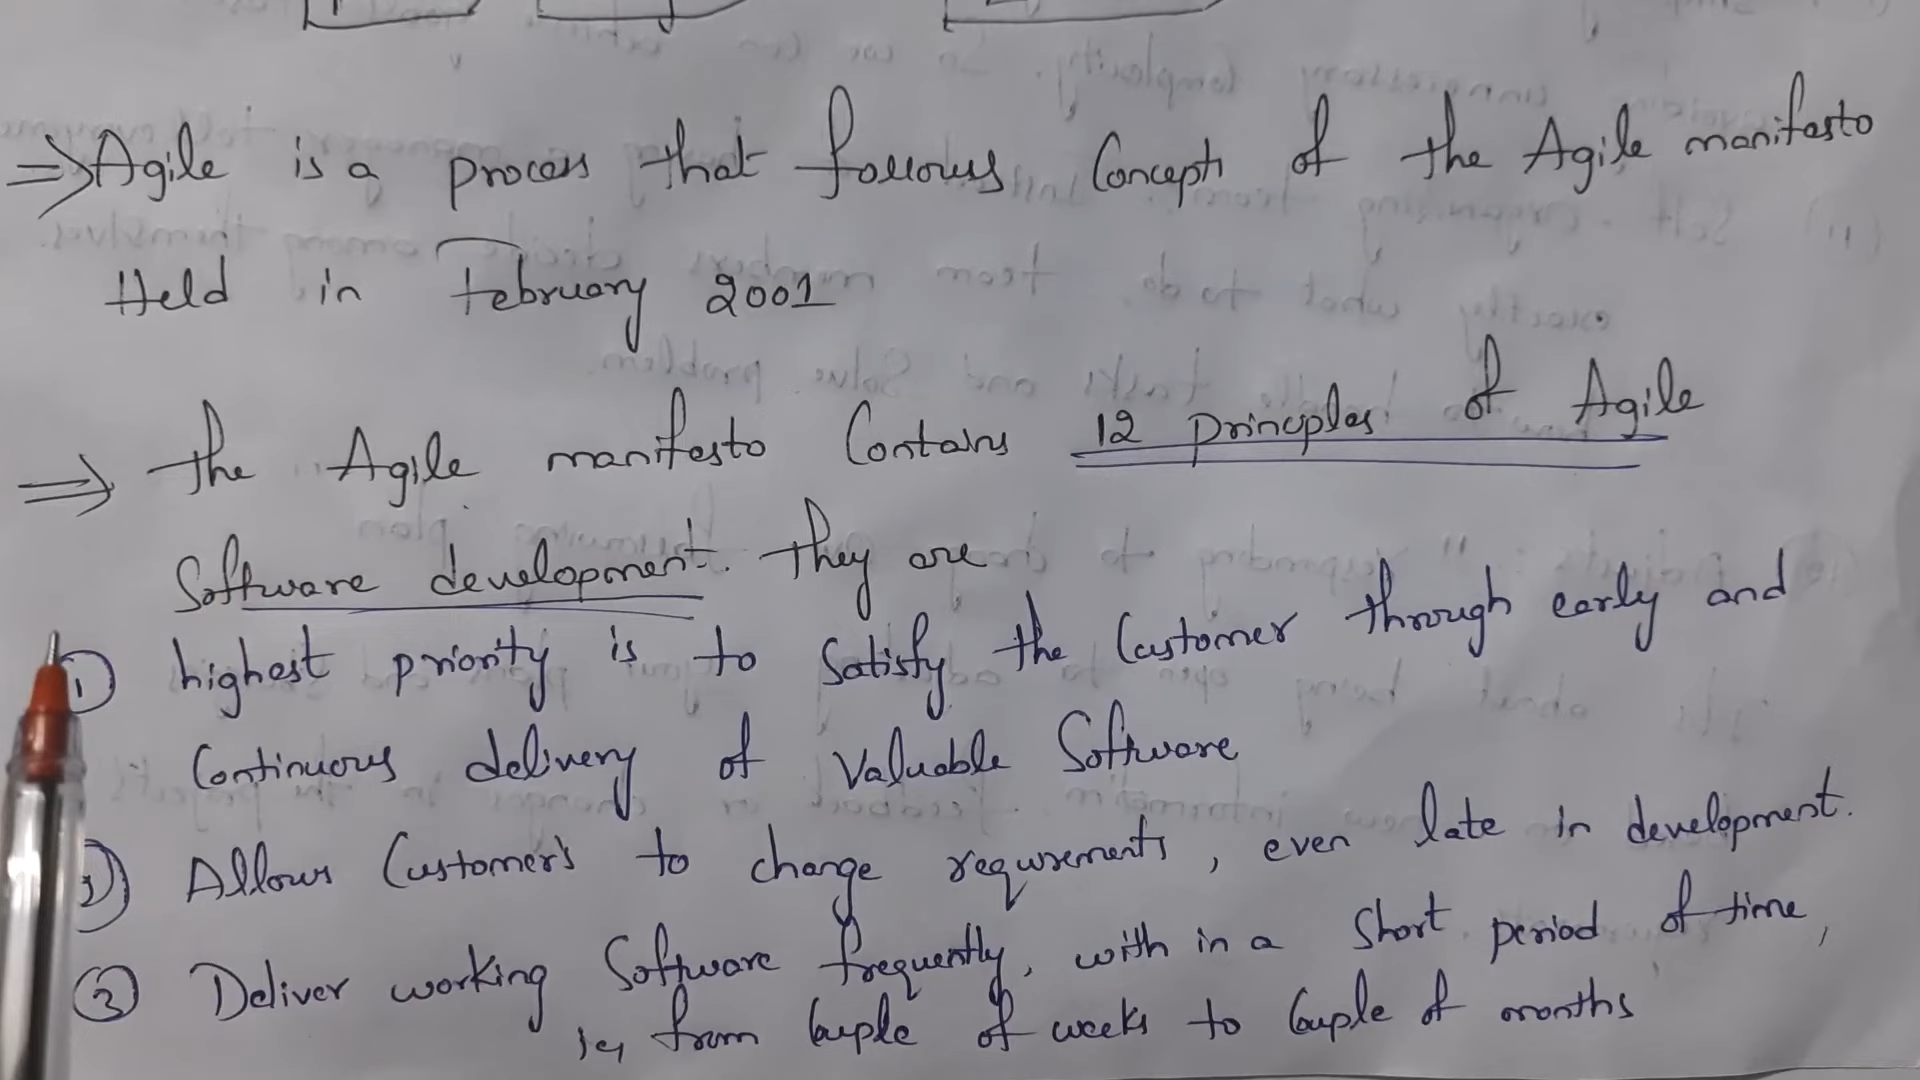 ⇒ Agile is a process that follows Concept of the Agile manifesto
Held in February 2001
⇒ the Agile manifesto Contains 12 principles of Agile
Software development. They are
① highest priority is to Satisfy the Customer through early and
Continuous delivery of Valuable Software
② Allows Customer's to change requirements, even late in development.
③ Deliver working Software frequently, with in a Short period of time,
ie, from Couple of weeks to Couple of months